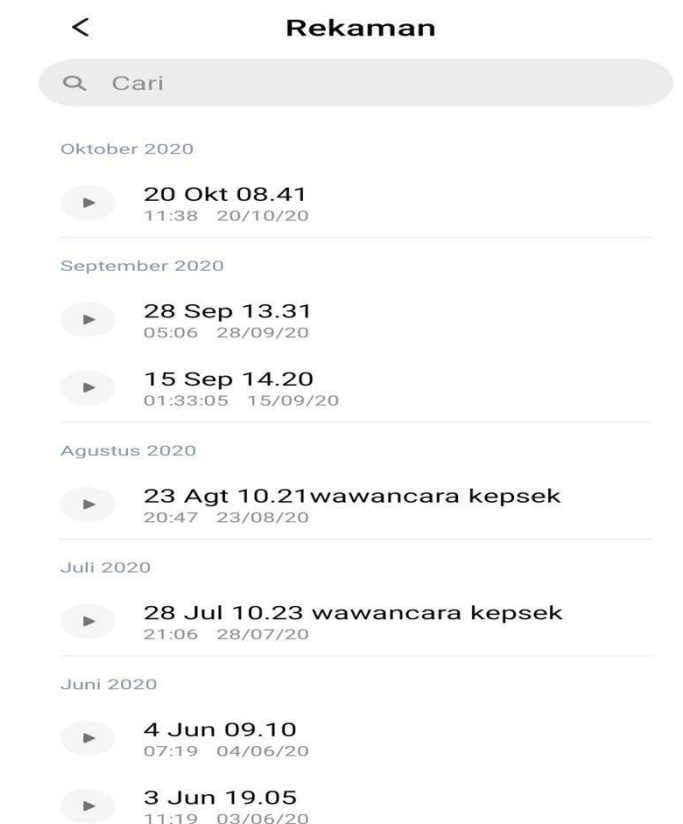 Rekaman
Cari
Oktober 2020
20 Okt 08.41
11:38 20/10/20
September 2020
28 Sep 13.31
05:06 28/09/20
15 Sep 14.20
01:33:05 15/09/20
Agustus 2020
23 Agt 10.21wawancara kepsek
20:47 23/08/20
Juli 2020
28 Jul 10.23 wawancara kepsek
21:06 28/07/20
Juni 2020
4 Jun 09.10
07:19 04/06/20
3 Jun 19.05
11:19 03/06/20